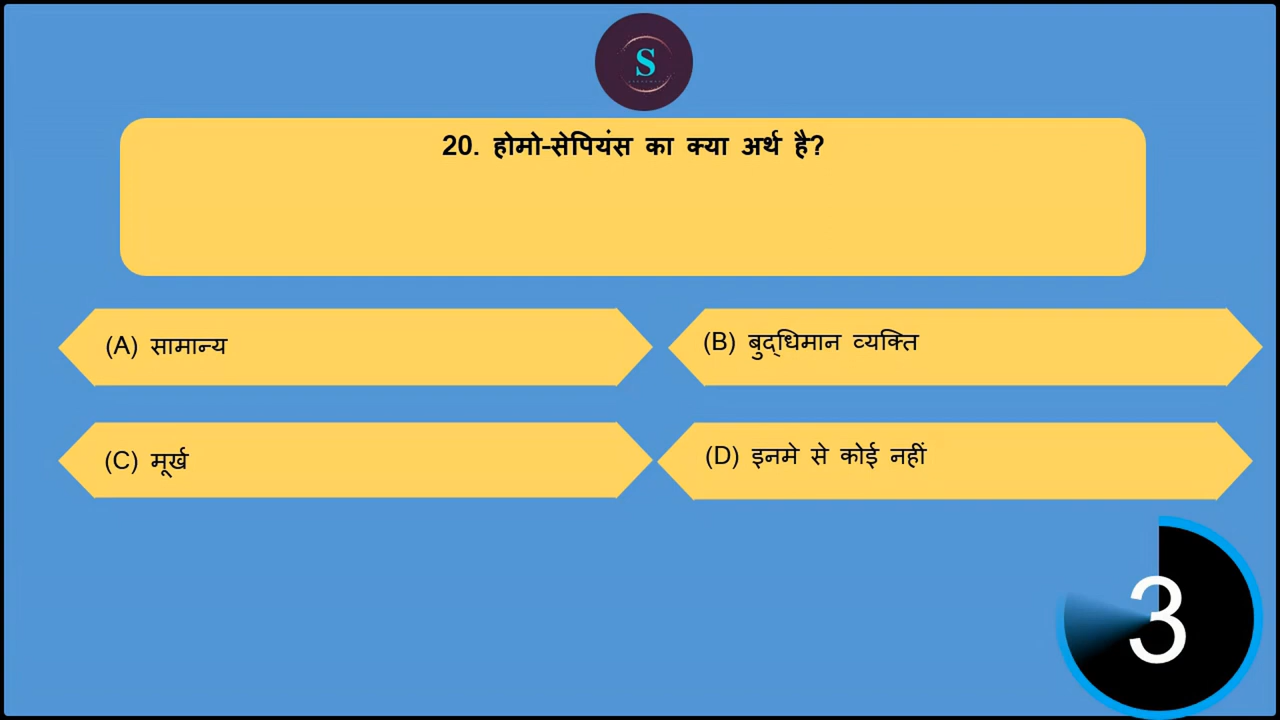 S
20. होमो-सेपियंस का क्या अर्थ है?
(A) सामान्य
(B) बुद्धिमान व्यक्ति
(C) मूर्ख
(D) इनमे से कोई नहीं
3